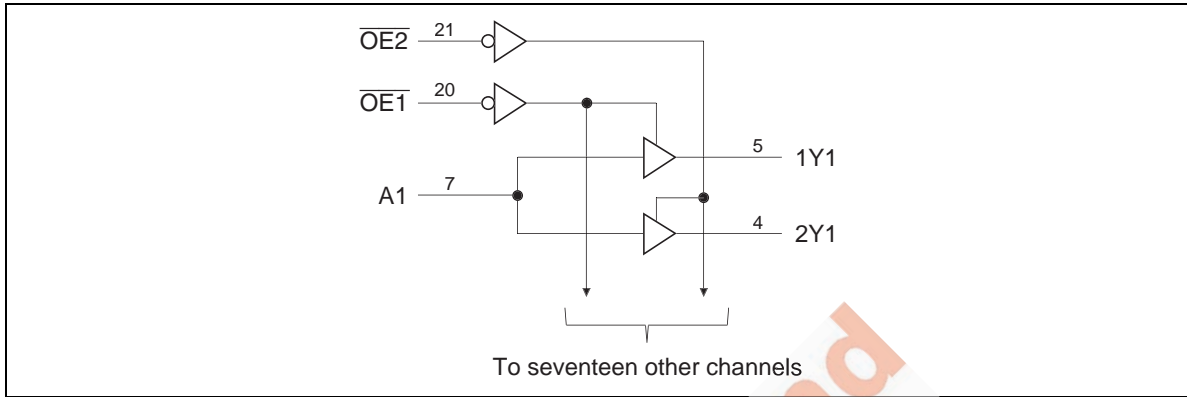 OE2 21
OE1 20
5 1Y1
A1 7
4 2Y1
To seventeen other channels